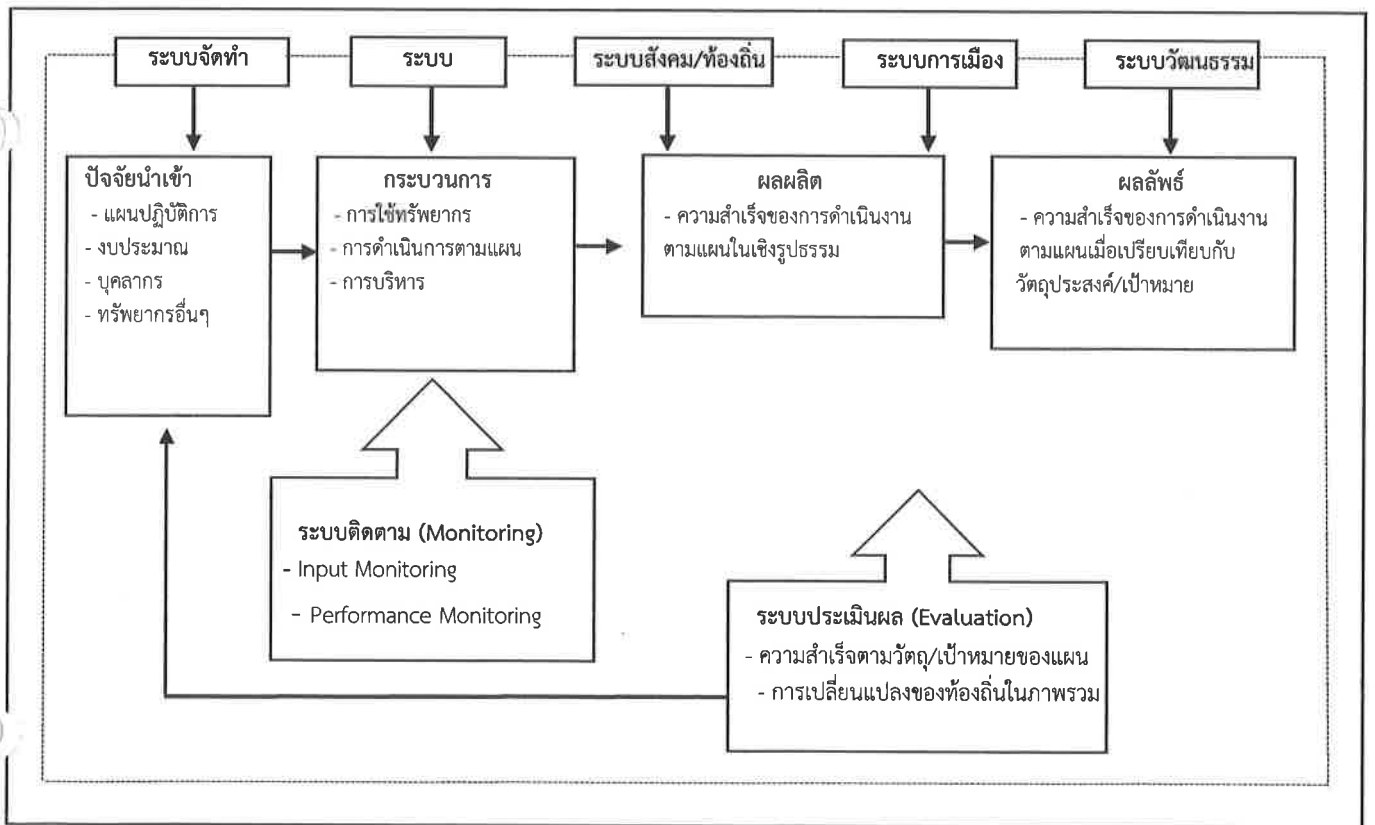 ระบบจัดทำ
ระบบ
ระบบสังคม/ท้องถิ่น
ระบบการเมือง
ระบบวัฒนธรรม
ปัจจัยนำเข้า
- แผนปฏิบัติการ
- งบประมาณ
- บุคลากร
- ทรัพยากรอื่นๆ
กระบวนการ
- การใช้ทรัพยากร
- การดำเนินการตามแผน
- การบริหาร
ผลผลิต
- ความสำเร็จของการดำเนินงาน
ตามแผนในเชิงรูปธรรม
ผลลัพธ์
- ความสำเร็จของการดำเนินงาน
ตามแผนเมื่อเปรียบเทียบกับ
วัตถุประสงค์/เป้าหมาย
ระบบติดตาม (Monitoring)
- Input Monitoring
- Performance Monitoring
ระบบประเมินผล (Evaluation)
- ความสำเร็จตามวัตถุ/เป้าหมายของแผน
- การเปลี่ยนแปลงของท้องถิ่นในภาพรวม